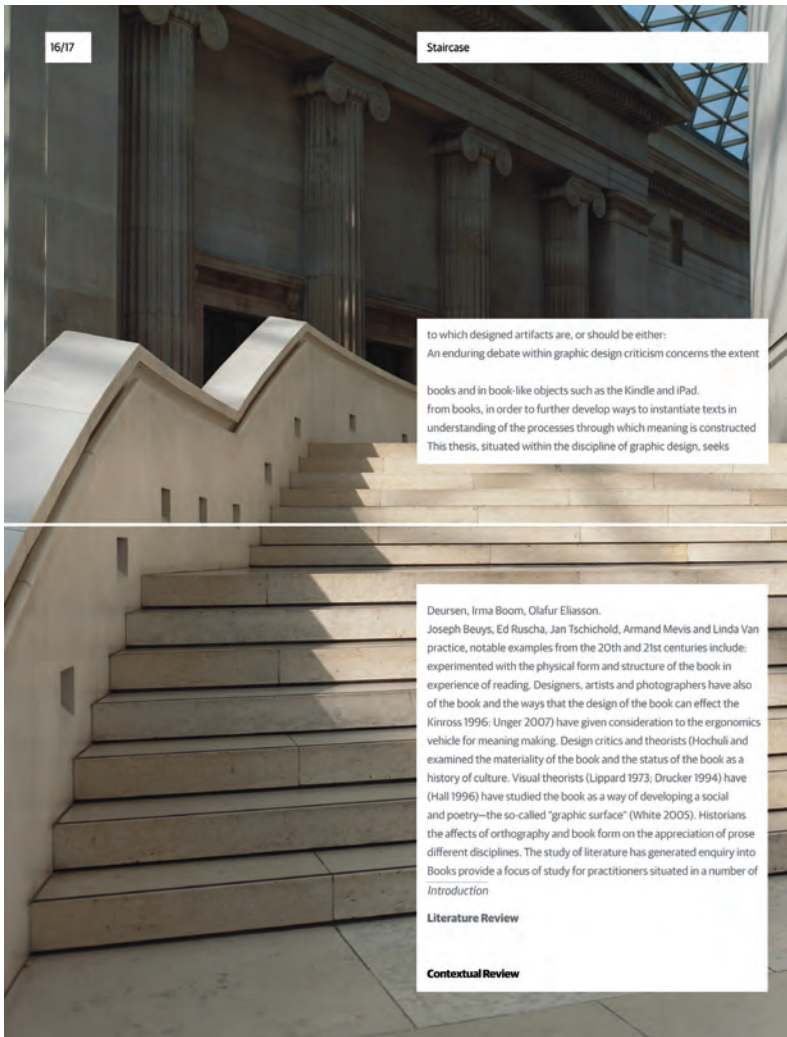 16/17
Staircase
Contextual Review
Literature Review
Introduction
Books provide a focus of study for practitioners situated in a number of
different disciplines. The study of literature has generated enquiry into
the affects of orthography and book form on the appreciation of prose
and poetry—the so-called "graphic surface" (White 2005). Historians
(Hall 1996) have studied the book as a way of developing a social
history of culture. Visual theorists (Lippard 1973; Drucker 1994) have
examined the materiality of the book and the status of the book as a
vehicle for meaning making. Design critics and theorists (Hochuli and
Kinross 1996: Unger 2007) have given consideration to the ergonomics
of the book and the ways that the design of the book can effect the
experience of reading. Designers, artists and photographers have also
experimented with the physical form and structure of the book in
practice, notable examples from the 20th and 21st centuries include:
Joseph Beuys, Ed Ruscha, Jan Tschichold, Armand Mevis and Linda Van
Deursen, Irma Boom, Olafur Eliasson.
This thesis, situated within the discipline of graphic design, seeks
understanding of the processes through which meaning is constructed
from books, in order to further develop ways to instantiate texts in
books and in book-like objects such as the Kindle and iPad.
An enduring debate within graphic design criticism concerns the extent
to which designed artifacts are, or should be either: